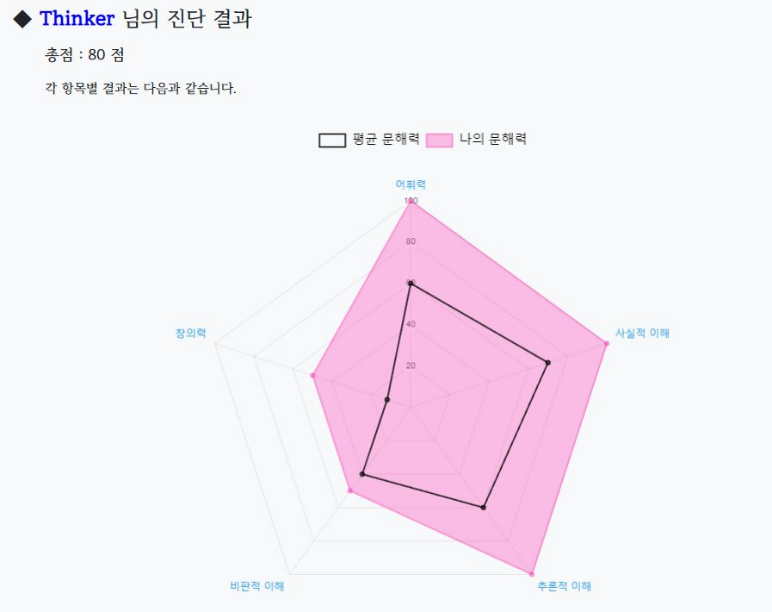 ◆ Thinker 님의 진단 결과
총점 : 80 점
각 항목별 결과는 다음과 같습니다.
평균 문해력 나의 문해력
어휘력
100
80
60
창의력 사실적 이해
40
20
비판적 이해 추론적 이해